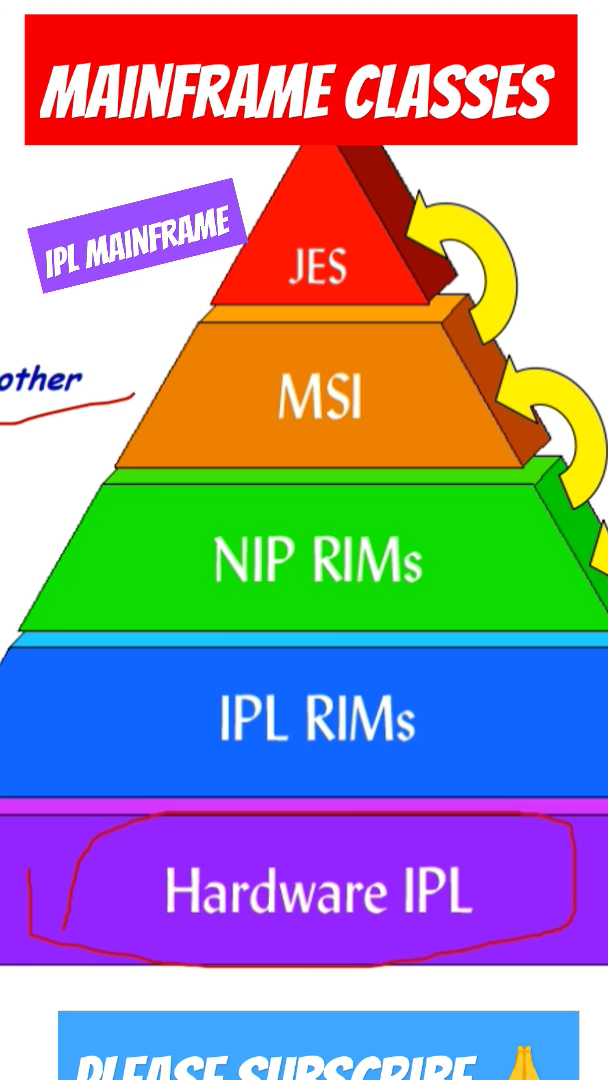 MAINFRAME CLASSES
IPL MAINFRAME
JES
other
MSI
NIP RIMs
IPL RIMs
Hardware IPL
PLEASE SUBSCRIBE 🙏